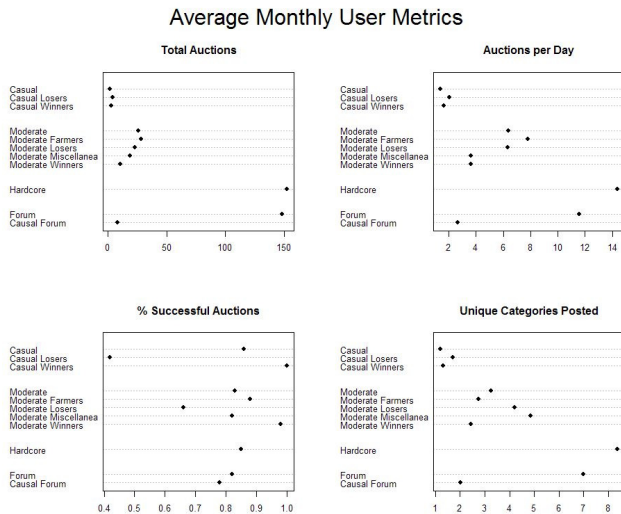 Average Monthly User Metrics
Total Auctions
Casual
Casual Losers
Casual Winners
Moderate
Moderate Farmers
Moderate Losers
Moderate Miscellanea
Moderate Winners
Hardcore
Forum
Causal Forum
0 50 100 150
Auctions per Day
Casual
Casual Losers
Casual Winners
Moderate
Moderate Farmers
Moderate Losers
Moderate Miscellanea
Moderate Winners
Hardcore
Forum
Causal Forum
2 4 6 8 10 12 14
% Successful Auctions
Casual
Casual Losers
Casual Winners
Moderate
Moderate Farmers
Moderate Losers
Moderate Miscellanea
Moderate Winners
Hardcore
Forum
Causal Forum
0.4 0.5 0.6 0.7 0.8 0.9 1.0
Unique Categories Posted
Casual
Casual Losers
Casual Winners
Moderate
Moderate Farmers
Moderate Losers
Moderate Miscellanea
Moderate Winners
Hardcore
Forum
Causal Forum
1 2 3 4 5 6 7 8